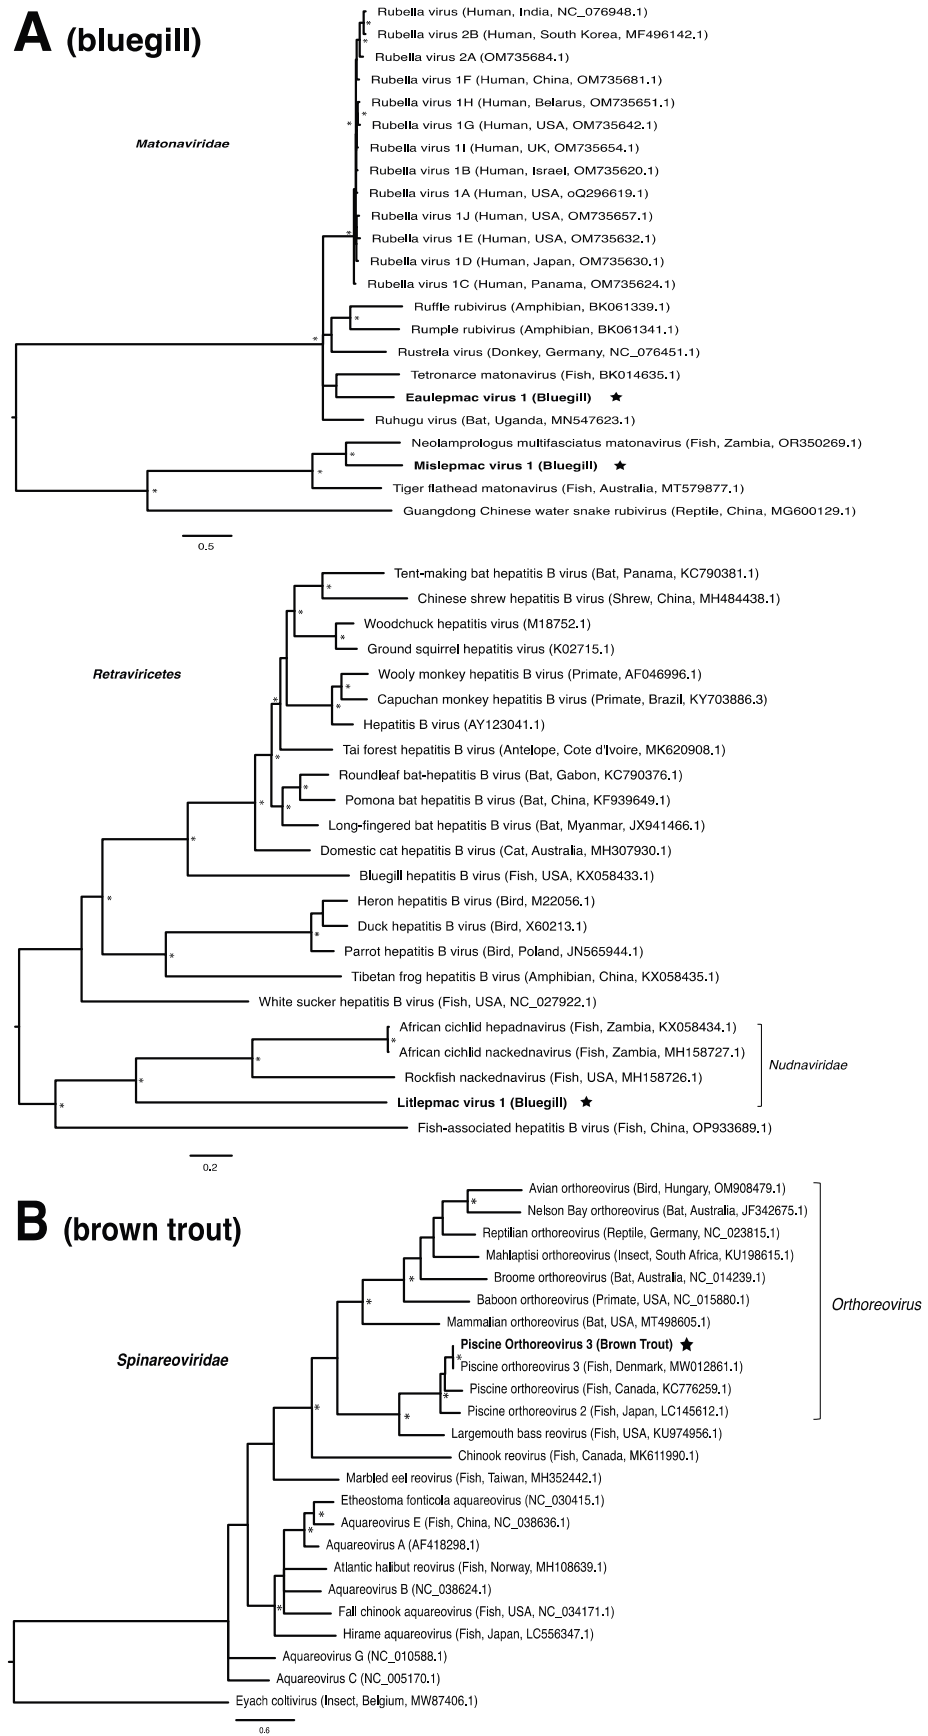 A (bluegill)
Rubella virus (Human, India, NC_076948.1)
*
Rubella virus 2B (Human, South Korea, MF496142.1)
*
Rubella virus 2A (OM735684.1)
Rubella virus 1F (Human, China, OM735681.1)
Rubella virus 1H (Human, Belarus, OM735651.1)
*
Rubella virus 1G (Human, USA, OM735642.1)
*
Matonaviridae
Rubella virus 1I (Human, UK, OM735654.1)
Rubella virus 1B (Human, Israel, OM735620.1)
Rubella virus 1A (Human, USA, oQ296619.1)
Rubella virus 1J (Human, USA, OM735657.1)
*
Rubella virus 1E (Human, USA, OM735632.1)
Rubella virus 1D (Human, Japan, OM735630.1)
Rubella virus 1C (Human, Panama, OM735624.1)
Ruffle rubivirus (Amphibian, BK061339.1)
*
Rumple rubivirus (Amphibian, BK061341.1)
*
Rustrela virus (Donkey, Germany, NC_076451.1)
Tetronarce matonavirus (Fish, BK014635.1)
Eaulepmac virus 1 (Bluegill) ★
Ruhugu virus (Bat, Uganda, MN547623.1)
Neolamprologus multifasciatus matonavirus (Fish, Zambia, OR350269.1)
*
Mislepmac virus 1 (Bluegill) ★
*
Tiger flathead matonavirus (Fish, Australia, MT579877.1)
*
Guangdong Chinese water snake rubivirus (Reptile, China, MG600129.1)
0.5
Tent-making bat hepatitis B virus (Bat, Panama, KC790381.1)
*
Chinese shrew hepatitis B virus (Shrew, China, MH484438.1)
*
Woodchuck hepatitis virus (M18752.1)
*
Ground squirrel hepatitis virus (K02715.1)
Retraviricetes
Wooly monkey hepatitis B virus (Primate, AF046996.1)
*
Capuchan monkey hepatitis B virus (Primate, Brazil, KY703886.3)
*
*
Hepatitis B virus (AY123041.1)
Tai forest hepatitis B virus (Antelope, Cote d'Ivoire, MK620908.1)
*
Roundleaf bat-hepatitis B virus (Bat, Gabon, KC790376.1)
*
Pomona bat hepatitis B virus (Bat, China, KF939649.1)
*
*
Long-fingered bat hepatitis B virus (Bat, Myanmar, JX941466.1)
*
Domestic cat hepatitis B virus (Cat, Australia, MH307930.1)
Bluegill hepatitis B virus (Fish, USA, KX058433.1)
*
Heron hepatitis B virus (Bird, M22056.1)
Duck hepatitis B virus (Bird, X60213.1)
*
Parrot hepatitis B virus (Bird, Poland, JN565944.1)
*
Tibetan frog hepatitis B virus (Amphibian, China, KX058435.1)
White sucker hepatitis B virus (Fish, USA, NC_027922.1)
African cichlid hepadnavirus (Fish, Zambia, KX058434.1)
*
African cichlid nackednavirus (Fish, Zambia, MH158727.1)
*
Nudnaviridae
Rockfish nackednavirus (Fish, USA, MH158726.1)
*
Litlepmac virus 1 (Bluegill) ★
*
Fish-associated hepatitis B virus (Fish, China, OP933689.1)
0.2
B (brown trout)
Avian orthoreovirus (Bird, Hungary, OM908479.1)
*
Nelson Bay orthoreovirus (Bat, Australia, JF342675.1)
Reptilian orthoreovirus (Reptile, Germany, NC_023815.1)
Mahlaptisi orthoreovirus (Insect, South Africa, KU198615.1)
*
Broome orthoreovirus (Bat, Australia, NC_014239.1)
*
Baboon orthoreovirus (Primate, USA, NC_015880.1)
Orthoreovirus
Mammalian orthoreovirus (Bat, USA, MT498605.1)
Piscine Orthoreovirus 3 (Brown Trout) ★
*
Spinareoviridae
Piscine orthoreovirus 3 (Fish, Denmark, MW012861.1)
Piscine orthoreovirus (Fish, Canada, KC776259.1)
*
*
*
Piscine orthoreovirus 2 (Fish, Japan, LC145612.1)
Largemouth bass reovirus (Fish, USA, KU974956.1)
Chinook reovirus (Fish, Canada, MK611990.1)
Marbled eel reovirus (Fish, Taiwan, MH352442.1)
Etheostoma fonticola aquareovirus (NC_030415.1)
*
Aquareovirus E (Fish, China, NC_038636.1)
*
Aquareovirus A (AF418298.1)
Atlantic halibut reovirus (Fish, Norway, MH108639.1)
Aquareovirus B (NC_038624.1)
*
Fall chinook aquareovirus (Fish, USA, NC_034171.1)
Hirame aquareovirus (Fish, Japan, LC556347.1)
Aquareovirus G (NC_010588.1)
Aquareovirus C (NC_005170.1)
Eyach coltivirus (Insect, Belgium, MW87406.1)
0.6